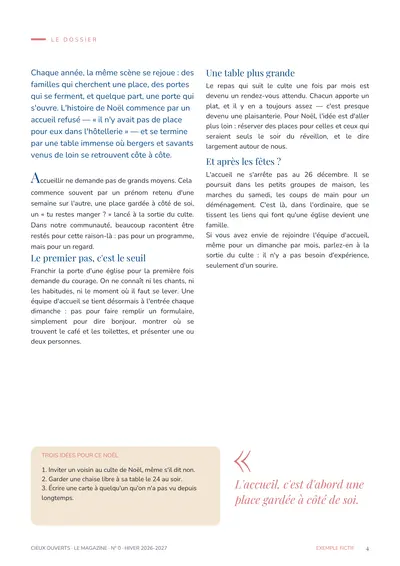 LE DOSSIER
Chaque année, la même scène se rejoue : des
familles qui cherchent une place, des portes
qui se ferment, et quelque part, une porte qui
s'ouvre. L'histoire de Noël commence par un
accueil refusé — « il n'y avait pas de place
pour eux dans l'hôtellerie » — et se termine
par une table immense où bergers et savants
venus de loin se retrouvent côte à côte.
Accueillir ne demande pas de grands moyens. Cela
commence souvent par un prénom retenu d'une
semaine sur l'autre, une place gardée à côté de soi,
un « tu restes manger ? » lancé à la sortie du culte.
Dans notre communauté, beaucoup racontent être
restés pour cette raison-là : pas pour un programme,
mais pour un regard.
Le premier pas, c'est le seuil
Franchir la porte d'une église pour la première fois
demande du courage. On ne connaît ni les chants, ni
les habitudes, ni le moment où il faut se lever. Une
équipe d'accueil se tient désormais à l'entrée chaque
dimanche : pas pour faire remplir un formulaire,
simplement pour dire bonjour, montrer où se
trouvent le café et les toilettes, et présenter une ou
deux personnes.
Une table plus grande
Le repas qui suit le culte une fois par mois est
devenu un rendez-vous attendu. Chacun apporte un
plat, et il y en a toujours assez — c'est presque
devenu une plaisanterie. Pour Noël, l'idée est d'aller
plus loin : réserver des places pour celles et ceux qui
seraient seuls le soir du réveillon, et le dire
largement autour de nous.
Et après les fêtes ?
L'accueil ne s'arrête pas au 26 décembre. Il se
poursuit dans les petits groupes de maison, les
marches du samedi, les coups de main pour un
déménagement. C'est là, dans l'ordinaire, que se
tissent les liens qui font qu'une église devient une
famille.
Si vous avez envie de rejoindre l'équipe d'accueil,
même pour un dimanche par mois, parlez-en à la
sortie du culte : il n'y a pas besoin d'expérience,
seulement d'un sourire.
TROIS IDÉES POUR CE NOËL
1. Inviter un voisin au culte de Noël, même s'il dit non.
2. Garder une chaise libre à sa table le 24 au soir.
3. Écrire une carte à quelqu'un qu'on n'a pas vu depuis
longtemps.
«
L'accueil, c'est d'abord une
place gardée à côté de soi.
CIEUX OUVERTS · LE MAGAZINE · N° 0 · HIVER 2026-2027
EXEMPLE FICTIF
4